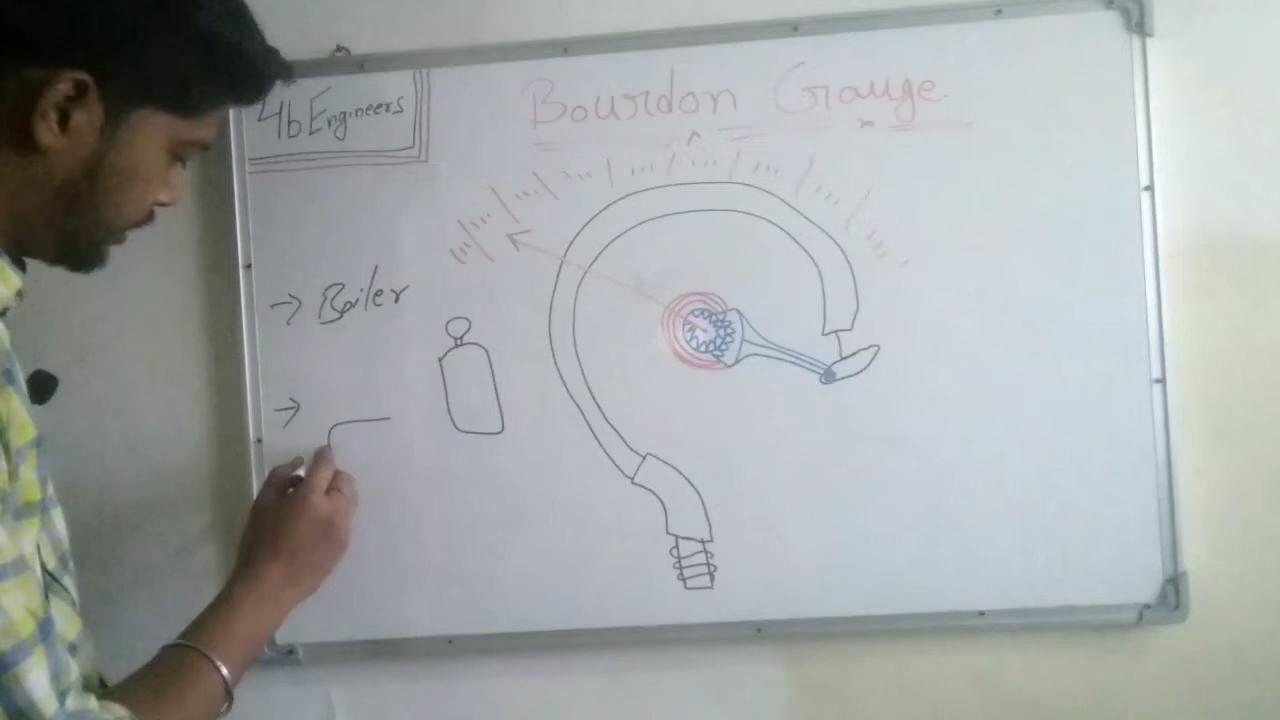 4b Engineers
Bourdon Gauge
→ Boiler
→